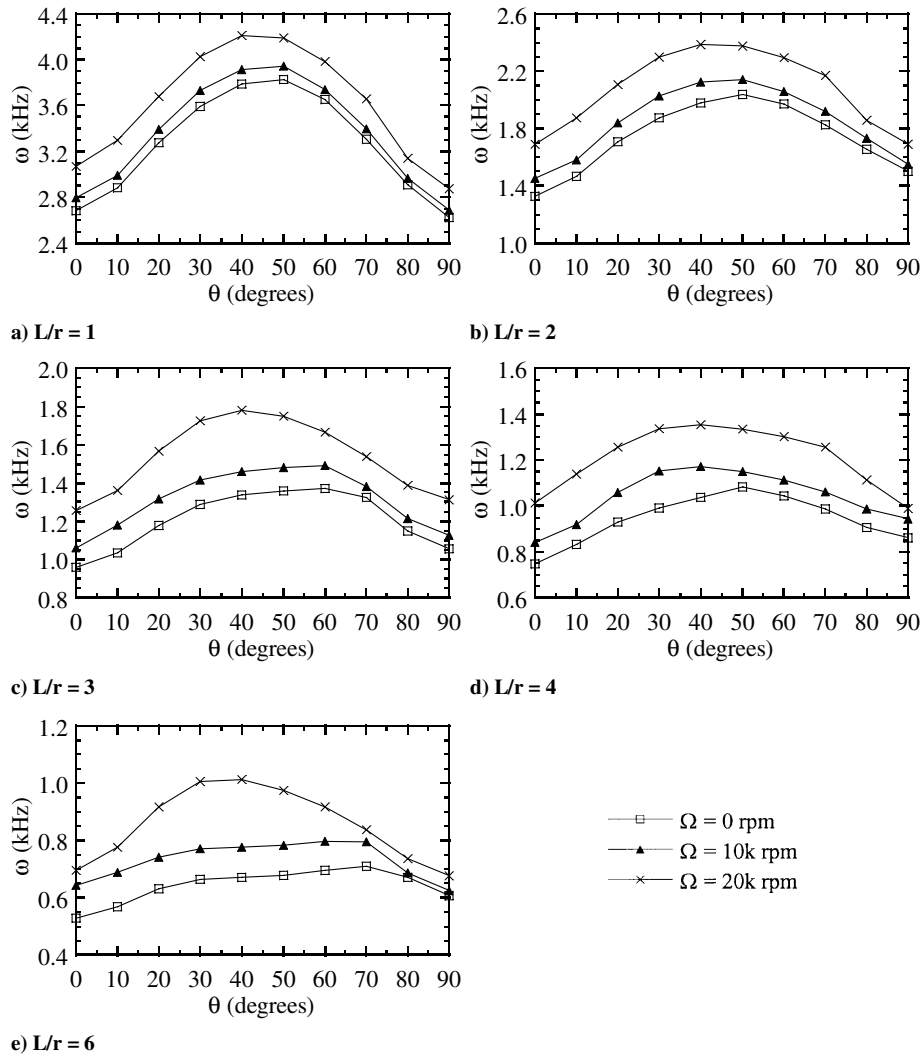 4.4
4.0
3.6
3.2
2.8
2.4
ω (kHz)
0 10 20 30 40 50 60 70 80 90
θ (degrees)
a) L/r = 1
2.6
2.2
1.8
1.4
1.0
ω (kHz)
0 10 20 30 40 50 60 70 80 90
θ (degrees)
b) L/r = 2
2.0
1.8
1.6
1.4
1.2
1.0
0.8
ω (kHz)
0 10 20 30 40 50 60 70 80 90
θ (degrees)
c) L/r = 3
1.6
1.4
1.2
1.0
0.8
0.6
ω (kHz)
0 10 20 30 40 50 60 70 80 90
θ (degrees)
d) L/r = 4
1.2
1.0
0.8
0.6
0.4
ω (kHz)
0 10 20 30 40 50 60 70 80 90
θ (degrees)
e) L/r = 6
Ω = 0 rpm
Ω = 10k rpm
Ω = 20k rpm